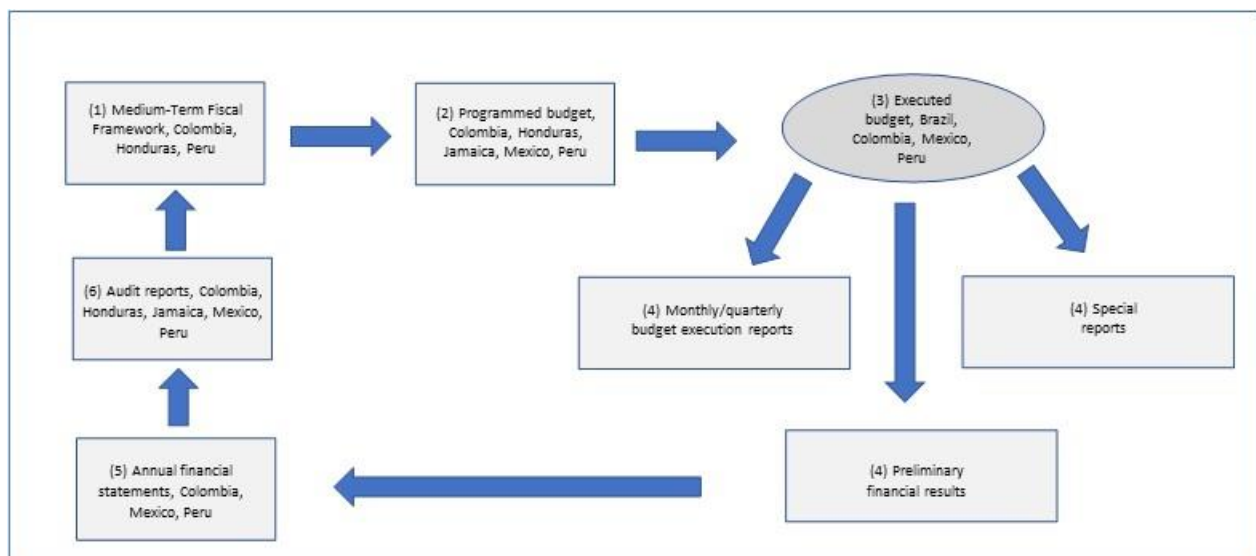 (1) Medium-Term Fiscal
Framework, Colombia,
Honduras, Peru
(2) Programmed budget,
Colombia, Honduras,
Jamaica, Mexico, Peru
(3) Executed
budget, Brazil,
Colombia, Mexico,
Peru
(4) Monthly/quarterly
budget execution reports
(4) Special
reports
(4) Preliminary
financial results
(5) Annual financial
statements, Colombia,
Mexico, Peru
(6) Audit reports, Colombia,
Honduras, Jamaica, Mexico,
Peru